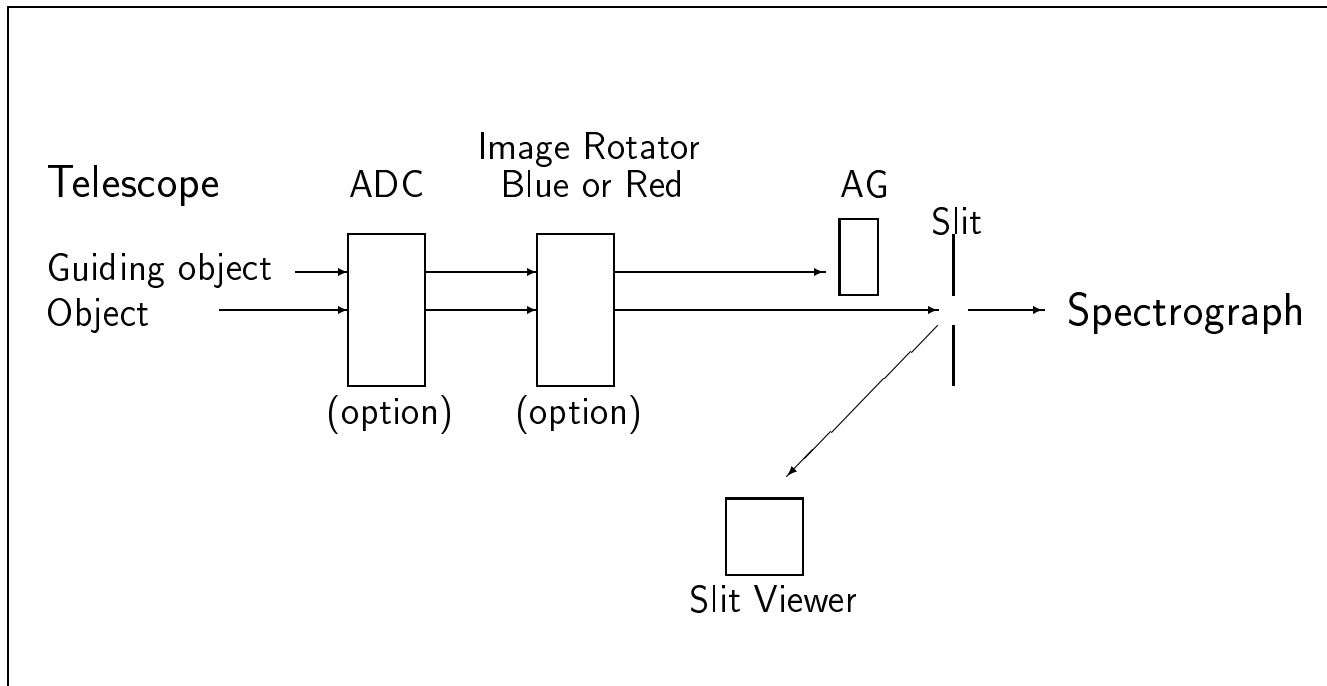 Image Rotator
Telescope
ADC
Blue or Red
AG
Slit
Guiding object
Object
Spectrograph
(option)
(option)
Slit Viewer